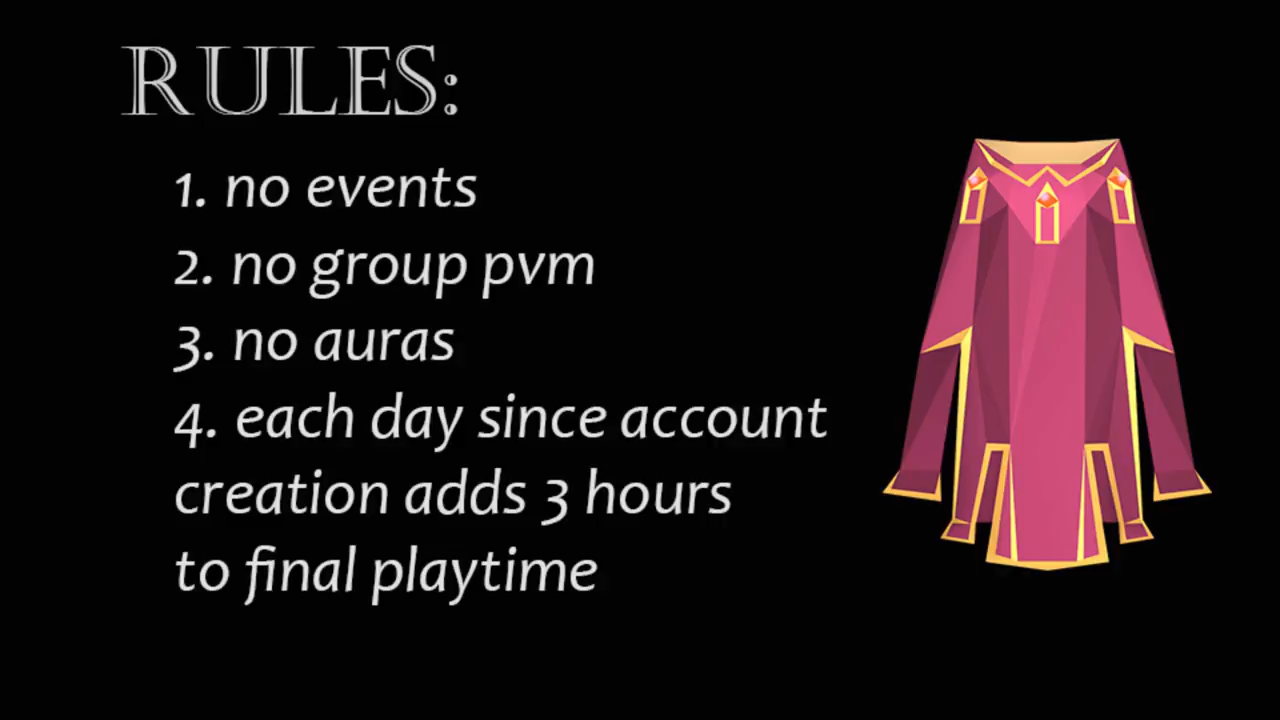 RULES:
1. no events
2. no group pvm
3. no auras
4. each day since account
creation adds 3 hours
to final playtime